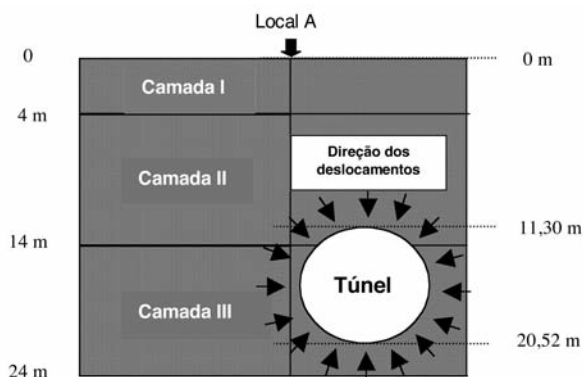 Local A
0
0 m
Camada I
4 m
Direção dos
deslocamentos
Camada II
11,30 m
14 m
Túnel
Camada III
20,52 m
24 m